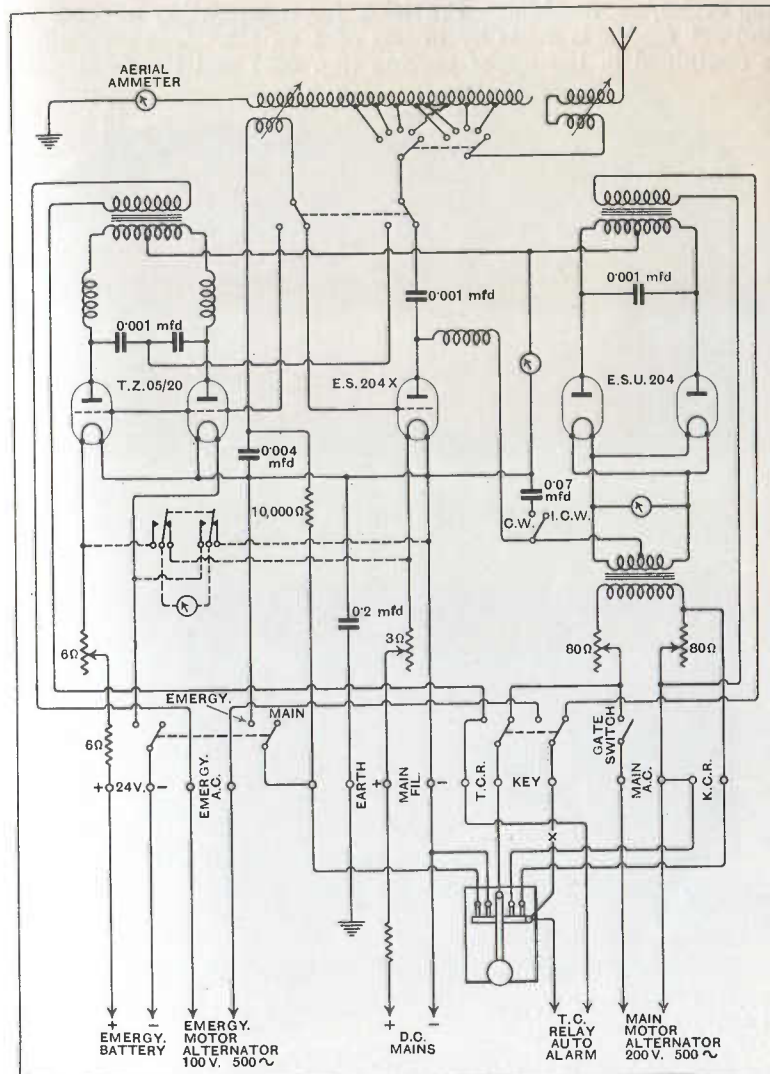 AERIAL
AMMETER
0·001 mfd
0·001 mfd
0·001 mfd
T.Z.05/20
E.S.204 X
E.S.U.204
0·004
mfd
10,000Ω
0·07
mfd
C.W.
I.C.W.
0·2 mfd
6Ω
3Ω
80Ω
80Ω
EMERGY.
MAIN
6Ω
+
24V.
−
EMERGY.
A.C.
EARTH
+
MAIN
FIL.
−
T.C.R.
KEY
GATE
SWITCH
MAIN
A.C.
K.C.R.
X
+
−
EMERGY.
BATTERY
EMERGY.
MOTOR
ALTERNATOR
100 V. 500 ~
+
−
D.C.
MAINS
T.C.
RELAY
AUTO
ALARM
MAIN
MOTOR
ALTERNATOR
200 V. 500 ~